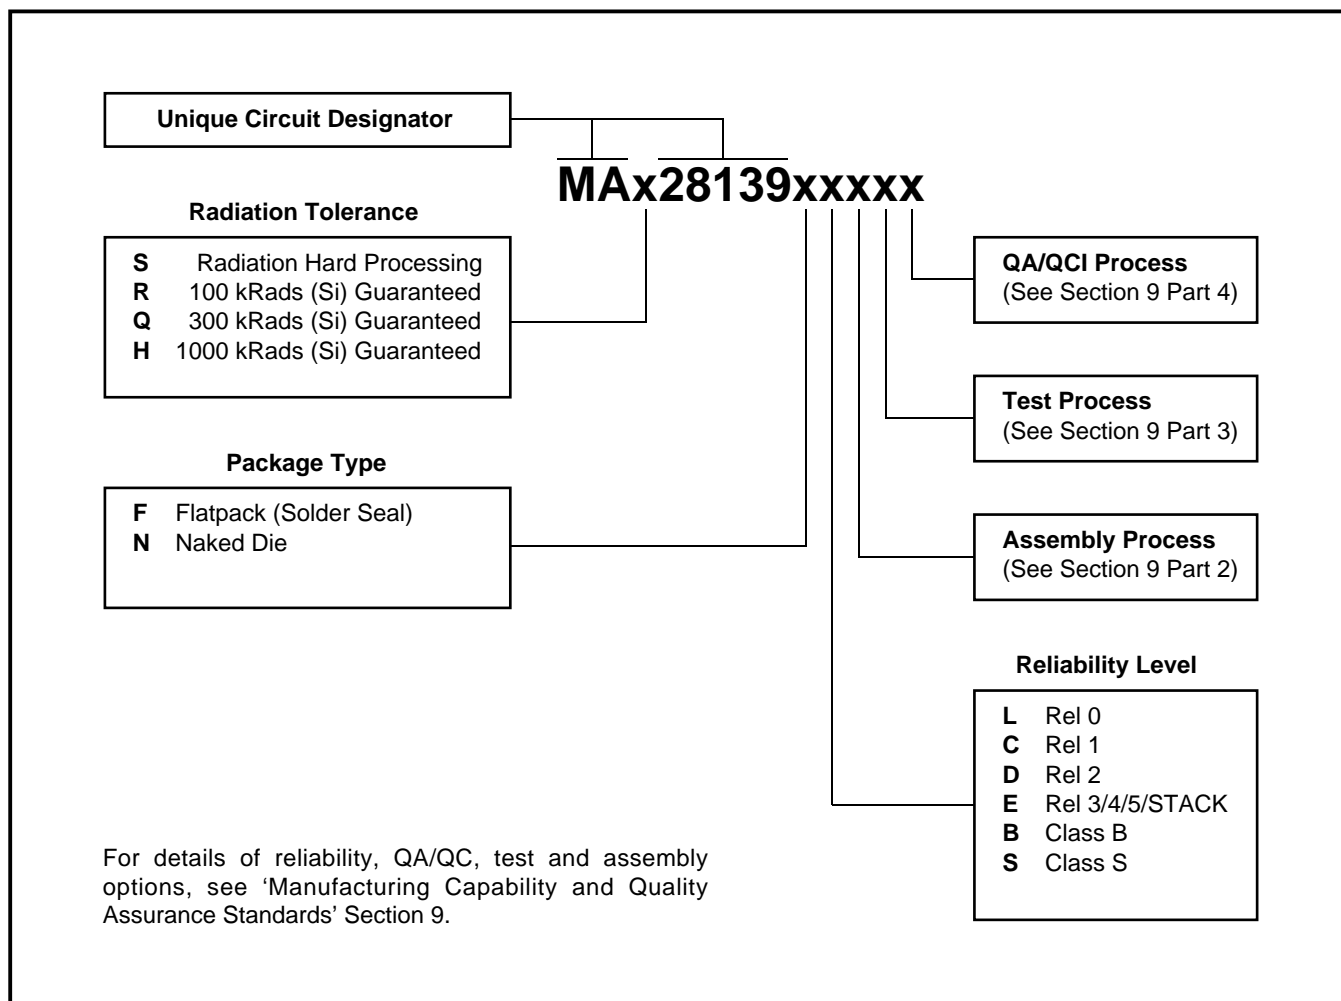 Unique Circuit Designator
MAx28139xxxxx
Radiation Tolerance
S Radiation Hard Processing
R 100 kRads (Si) Guaranteed
Q 300 kRads (Si) Guaranteed
H 1000 kRads (Si) Guaranteed
Package Type
F Flatpack (Solder Seal)
N Naked Die
QA/QCI Process
(See Section 9 Part 4)
Test Process
(See Section 9 Part 3)
Assembly Process
(See Section 9 Part 2)
Reliability Level
L Rel 0
C Rel 1
D Rel 2
E Rel 3/4/5/STACK
B Class B
S Class S
For details of reliability, QA/QC, test and assembly
options, see ‘Manufacturing Capability and Quality
Assurance Standards’ Section 9.